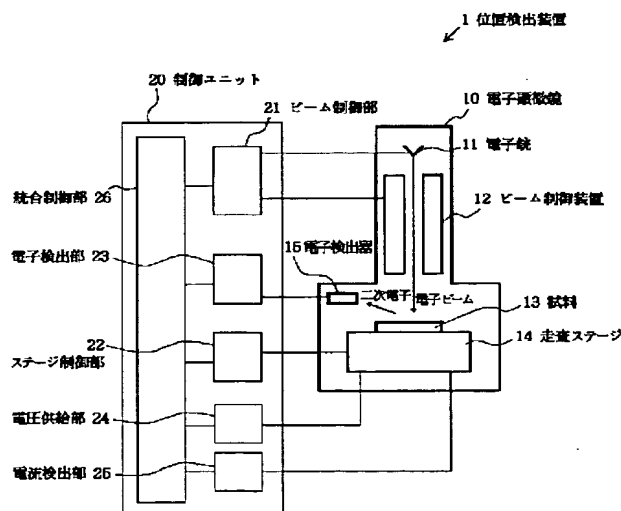 1 位置検出装置
20 制御ユニット
10 電子顕微鏡
21 ビーム制御部
11 電子銃
統合制御部 26
12 ビーム制御装置
電子検出部 23
15 電子検出器
二次電子
電子ビーム
13 試料
22
ステージ制御部
14 走査ステージ
電圧供給部
24
電流検出部 25